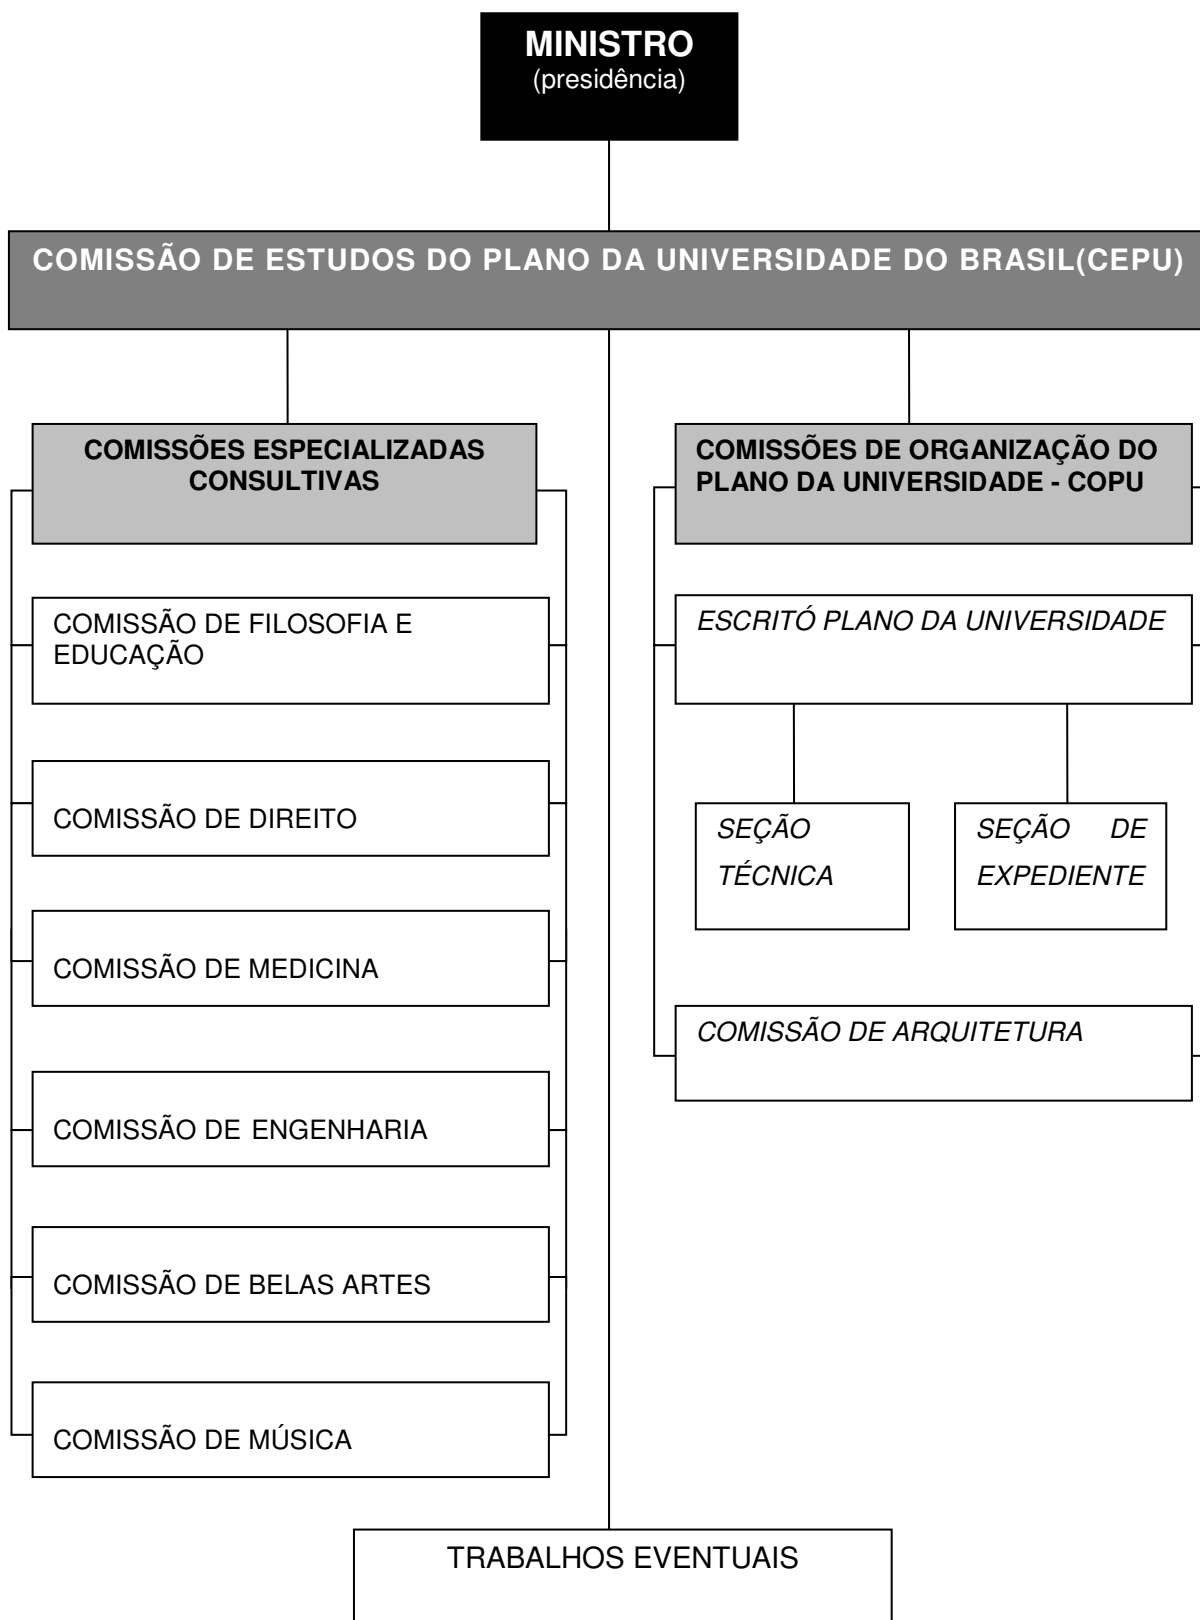 MINISTRO
(presidência)
COMISSÃO DE ESTUDOS DO PLANO DA UNIVERSIDADE DO BRASIL(CEPU)
COMISSÕES ESPECIALIZADAS
CONSULTIVAS
COMISSÃO DE FILOSOFIA E
EDUCAÇÃO
COMISSÃO DE DIREITO
COMISSÃO DE MEDICINA
COMISSÃO DE ENGENHARIA
COMISSÃO DE BELAS ARTES
COMISSÃO DE MÚSICA
COMISSÕES DE ORGANIZAÇÃO DO
PLANO DA UNIVERSIDADE - COPU
ESCRITÓ PLANO DA UNIVERSIDADE
SEÇÃO
TÉCNICA
SEÇÃO DE
EXPEDIENTE
COMISSÃO DE ARQUITETURA
TRABALHOS EVENTUAIS